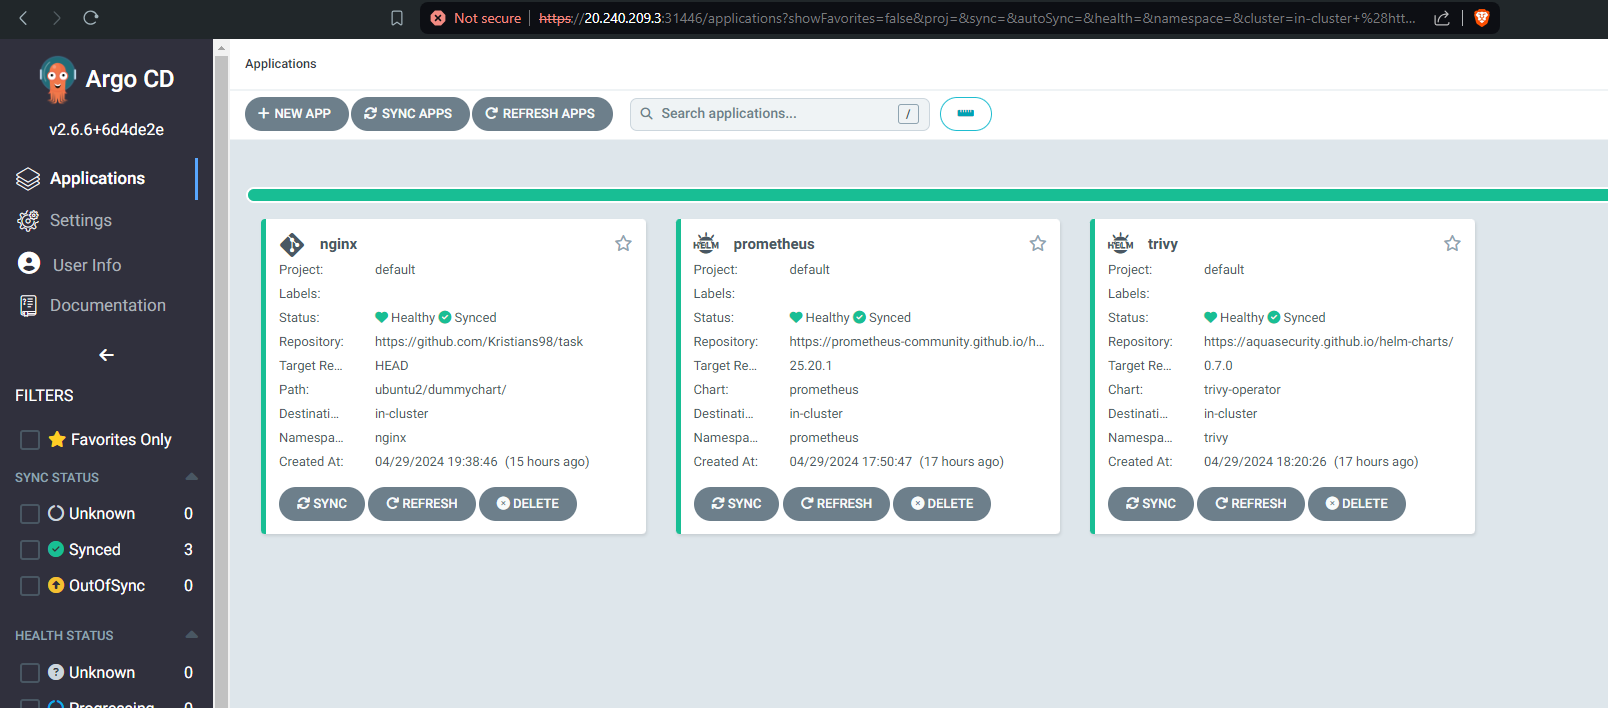 Not secure https://20.240.209.3:31446/applications?showFavorites=false&proj=&sync=&autoSync=&health=&namespace=&cluster=in-cluster+%28htt...
Argo CD
v2.6.6+6d4de2e
Applications
Settings
User Info
Documentation
FILTERS
Favorites Only
SYNC STATUS
Unknown 0
Synced 3
OutOfSync 0
HEALTH STATUS
Unknown 0
Progressing 0
Applications
NEW APP SYNC APPS REFRESH APPS Search applications... /
nginx
Project: default
Labels:
Status: Healthy Synced
Repository: https://github.com/Kristians98/task
Target Re... HEAD
Path: ubuntu2/dummychart/
Destinati... in-cluster
Namespa... nginx
Created At: 04/29/2024 19:38:46 (15 hours ago)
SYNC REFRESH DELETE
HELM prometheus
Project: default
Labels:
Status: Healthy Synced
Repository: https://prometheus-community.github.io/h...
Target Re... 25.20.1
Chart: prometheus
Destinati... in-cluster
Namespa... prometheus
Created At: 04/29/2024 17:50:47 (17 hours ago)
SYNC REFRESH DELETE
HELM trivy
Project: default
Labels:
Status: Healthy Synced
Repository: https://aquasecurity.github.io/helm-charts/
Target Re... 0.7.0
Chart: trivy-operator
Destinati... in-cluster
Namespa... trivy
Created At: 04/29/2024 18:20:26 (17 hours ago)
SYNC REFRESH DELETE